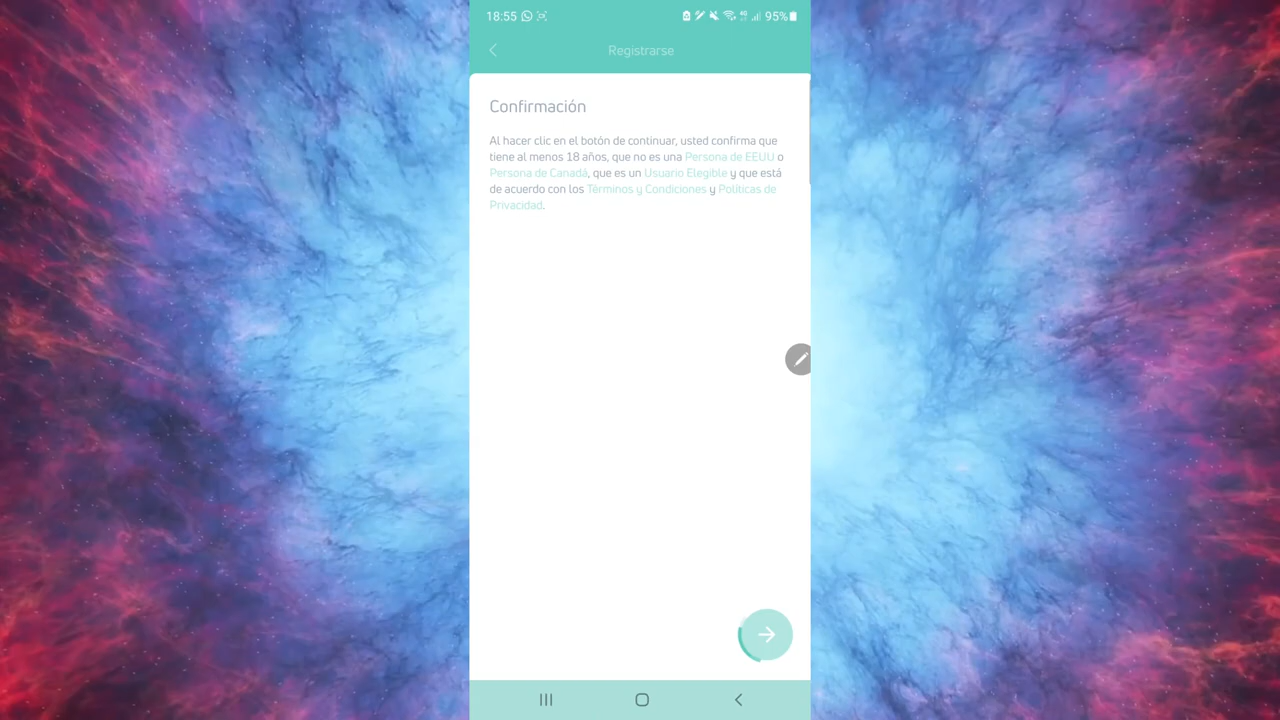 18:55 95%
Registrarse
Confirmación
Al hacer clic en el botón de continuar, usted confirma que
tiene al menos 18 años, que no es una Persona de EEUU o
Persona de Canadá, que es un Usuario Elegible y que está
de acuerdo con los Términos y Condiciones y Políticas de
Privacidad.